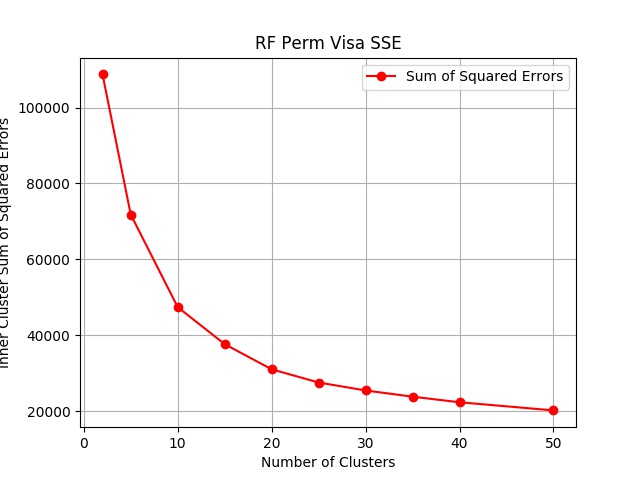 RF Perm Visa SSE
Sum of Squared Errors
Inner Cluster Sum of Squared Errors
100000
80000
60000
40000
20000
0
10
20
30
40
50
Number of Clusters